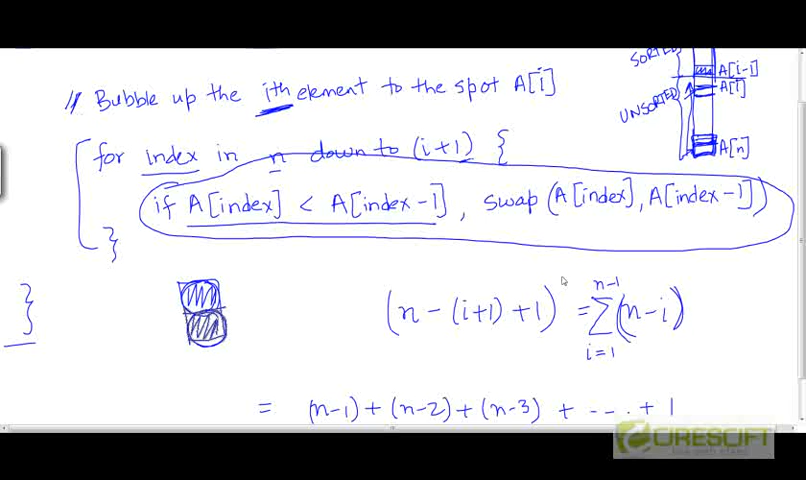 SORTED
A[i-1]
A[i]
UNSORTED
A[n]
// Bubble up the ith element to the spot A[i]
for index in n down to (i+1) {
if A[index] < A[index-1], swap (A[index], A[index-1])
}
}
(n-(i+1)+1) = n-1 ∑ i=1 (n-i)
= (n-1) + (n-2) + (n-3) + ---. + 1
CIRESOFT